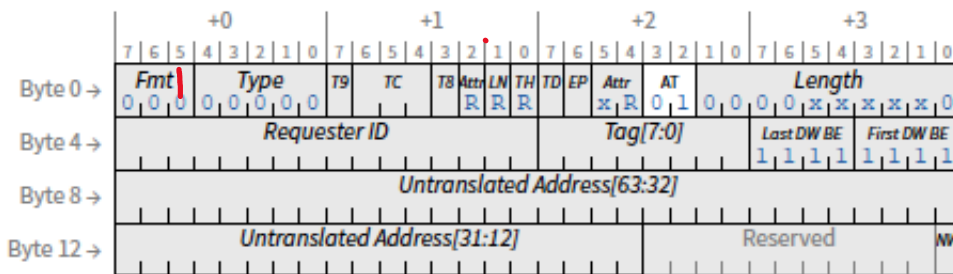 +0 +1 +2 +3
7 6 5 4 3 2 1 0 7 6 5 4 3 2 1 0 7 6 5 4 3 2 1 0 7 6 5 4 3 2 1 0
Byte 0 → Fmt Type T9 TC T8 Attr LN TH TD EP Attr AT Length
0 0 0 0 0 0 0 0 R R R x R 0 1 0 0 0 0 x x x x x 0
Byte 4 → Requester ID Tag[7:0] Last DW BE First DW BE
1 1 1 1 1 1 1 1
Byte 8 → Untranslated Address[63:32]
Byte 12 → Untranslated Address[31:12] Reserved